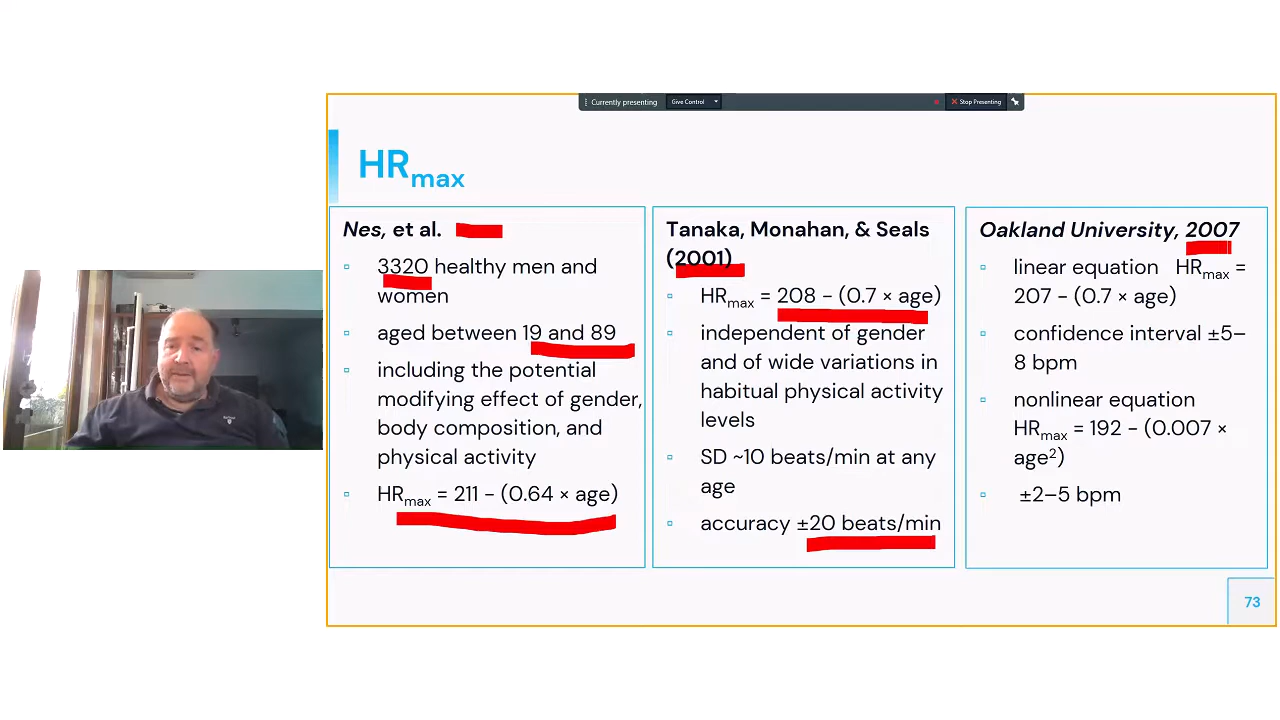 Currently presenting Give Control Stop Presenting
HRmax
Nes, et al.
3320 healthy men and
women
aged between 19 and 89
including the potential
modifying effect of gender,
body composition, and
physical activity
HRmax = 211 – (0.64 × age)
Tanaka, Monahan, & Seals
(2001)
HRmax = 208 – (0.7 × age)
independent of gender
and of wide variations in
habitual physical activity
levels
SD ~10 beats/min at any
age
accuracy ±20 beats/min
Oakland University, 2007
linear equation HRmax =
207 – (0.7 × age)
confidence interval ±5–
8 bpm
nonlinear equation
HRmax = 192 – (0.007 ×
age²)
±2–5 bpm
73